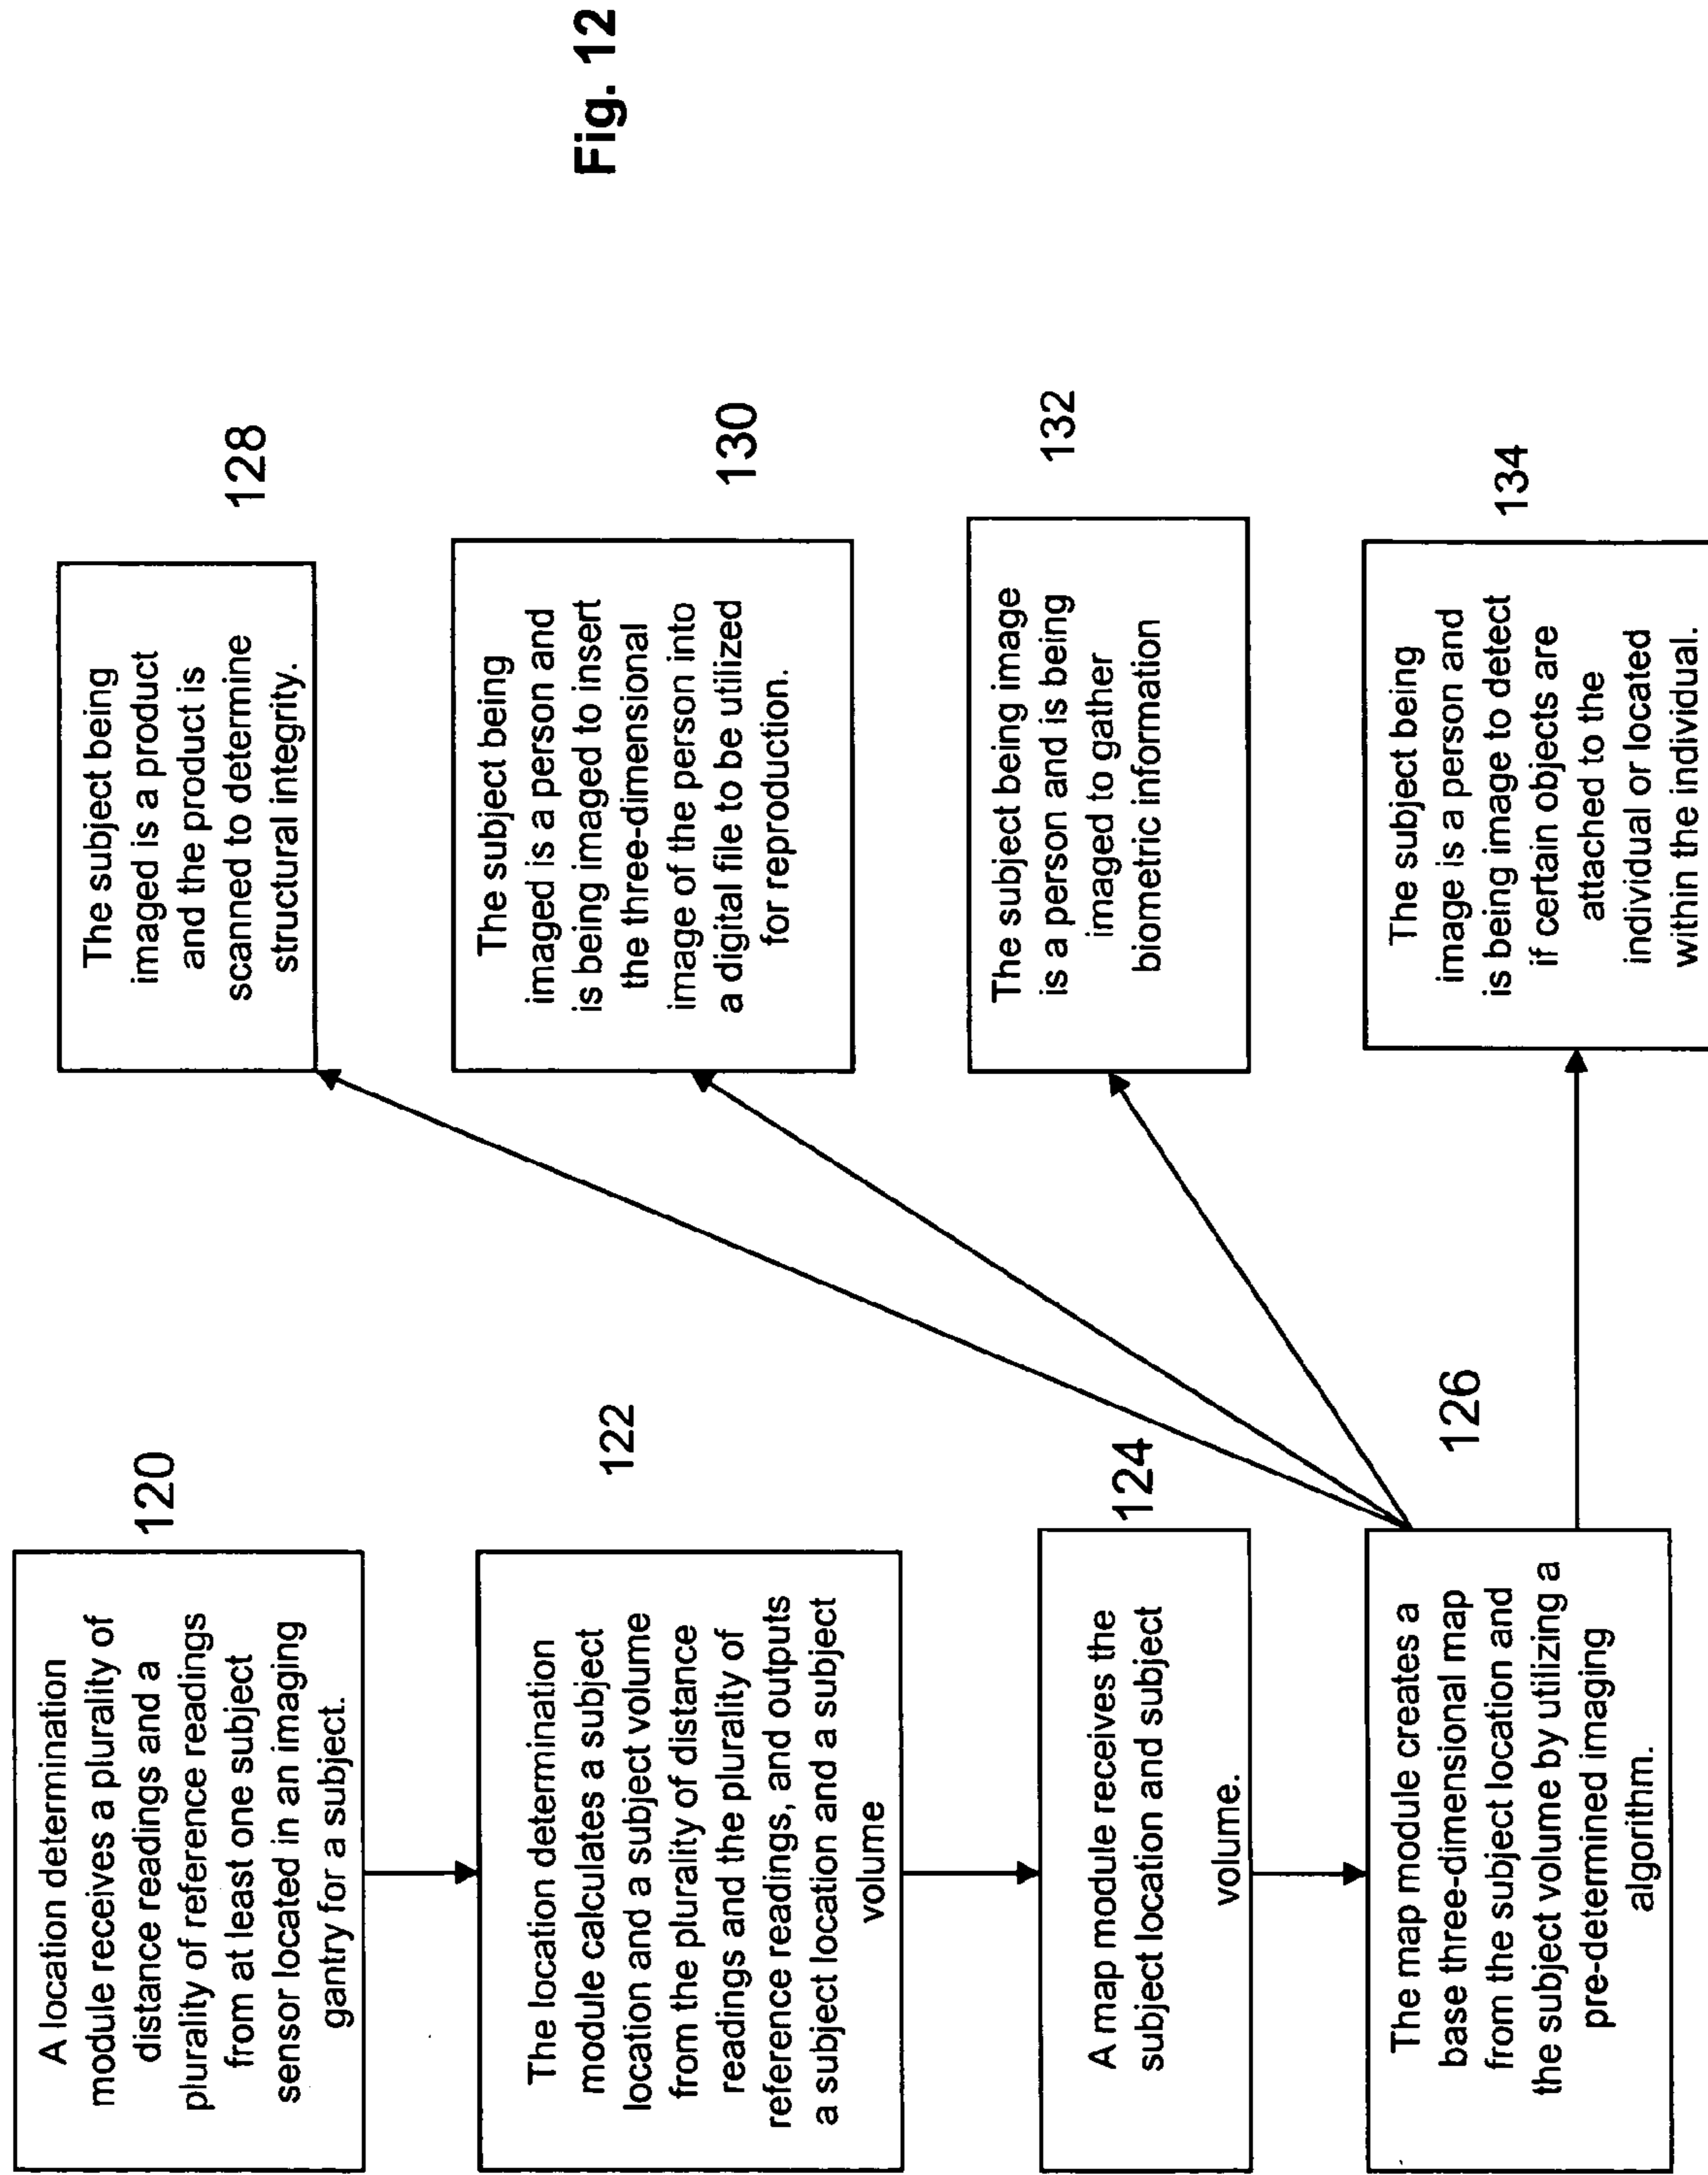 A location determination
module receives a plurality of
distance readings and a
plurality of reference readings
from at least one subject
sensor located in an imaging
gantry for a subject.
120
The location determination
module calculates a subject
location and a subject volume
from the plurality of distance
readings and the plurality of
reference readings, and outputs
a subject location and a subject
volume
122
A map module receives the
subject location and subject
volume.
124
The map module creates a
base three-dimensional map
from the subject location and
the subject volume by utilizing a
pre-determined imaging
algorithm.
126
The subject being
imaged is a product
and the product is
scanned to determine
structural integrity.
128
The subject being
imaged is a person and
is being imaged to insert
the three-dimensional
image of the person into
a digital file to be utilized
for reproduction.
130
The subject being image
is a person and is being
imaged to gather
biometric information
132
The subject being
image is a person and
is being image to detect
if certain objects are
attached to the
individual or located
within the individual.
134
Fig. 12